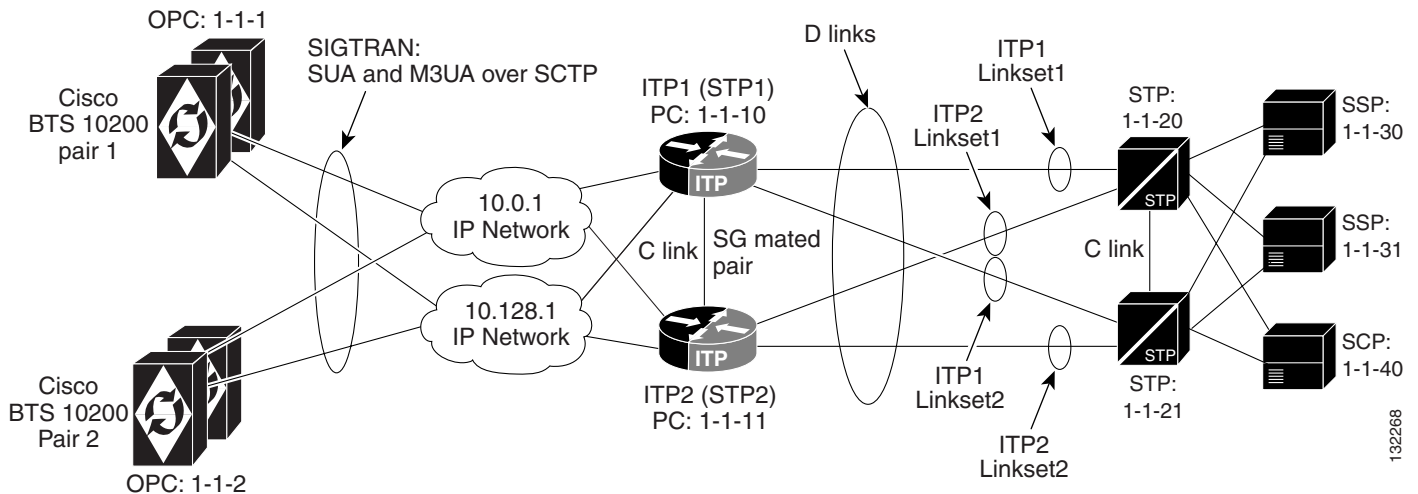 OPC: 1-1-1
Cisco
BTS 10200
pair 1
SIGTRAN:
SUA and M3UA over SCTP
10.0.1
IP Network
10.128.1
IP Network
Cisco
BTS 10200
Pair 2
OPC: 1-1-2
ITP1 (STP1)
PC: 1-1-10
ITP
C link
SG mated
pair
ITP
ITP2 (STP2)
PC: 1-1-11
D links
ITP2
Linkset1
ITP1
Linkset1
ITP1
Linkset2
ITP2
Linkset2
STP:
1-1-20
STP
C link
STP
STP:
1-1-21
SSP:
1-1-30
SSP:
1-1-31
SCP:
1-1-40
132268